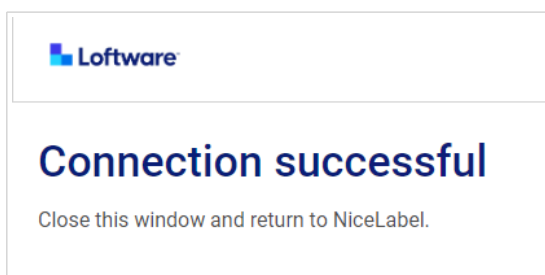 Loftware
Connection successful
Close this window and return to NiceLabel.